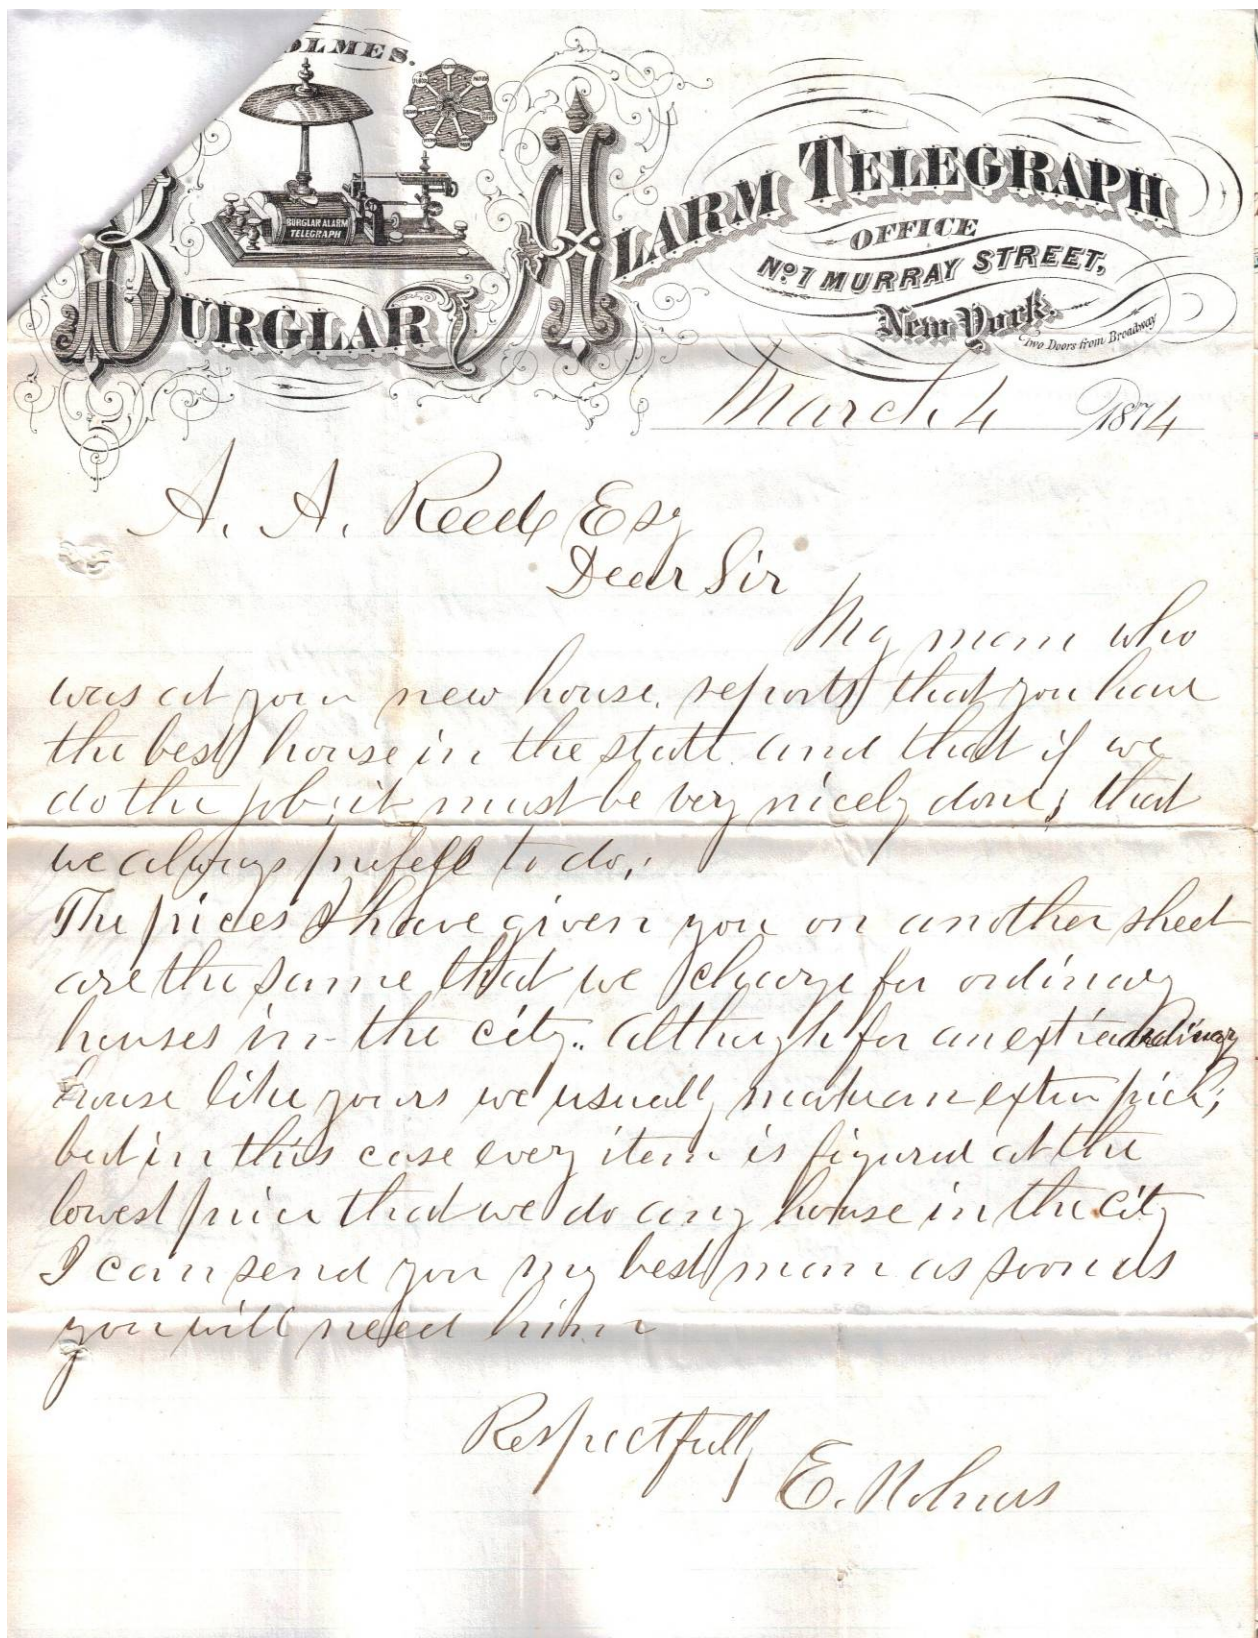 OLMES.
BURGLAR ALARM
TELEGRAPH
BURGLAR ALARM TELEGRAPH
OFFICE
No. 7 MURRAY STREET,
New York.
Two Doors from Broadway
March 4 1874
A. A. Reed Esq
Dear Sir
My man who
was at your new house, reports that you have
the best house in the state and that if we
do the job, it must be very nicely done; that
we always prefer to do.
The prices I have given you on another sheet
are the same that we charge for ordinary
houses in the city. although for an extraordinary
house like yours we usually make an extra price;
but in this case every item is figured at the
lowest price that we do any house in the city
I can send you my best man as soon as
you will need him
Respectfully
E. Holmes